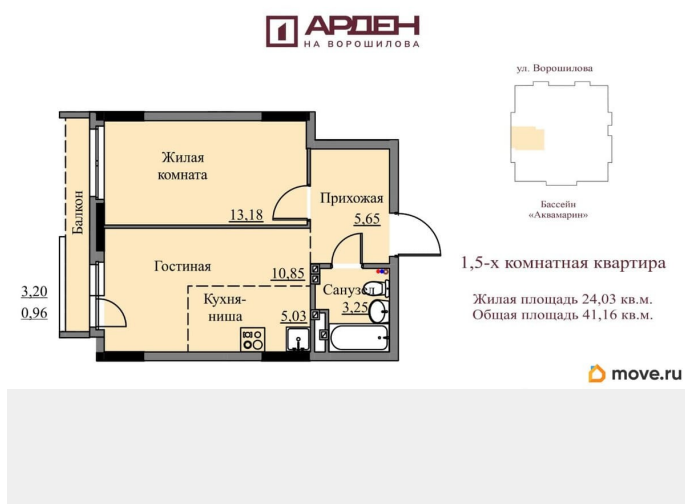 АРДЕН
НА ВОРОШИЛОВА
ул. Ворошилова
Бассейн
«Аквамарин»
Жилая
комната
13,18
Прихожая
5,65
Балкон
Гостиная
10,85
3,20
0,96
Кухня-
ниша
5,03
Санузел
3,25
1,5-х комнатная квартира
Жилая площадь 24,03 кв.м.
Общая площадь 41,16 кв.м.
move.ru